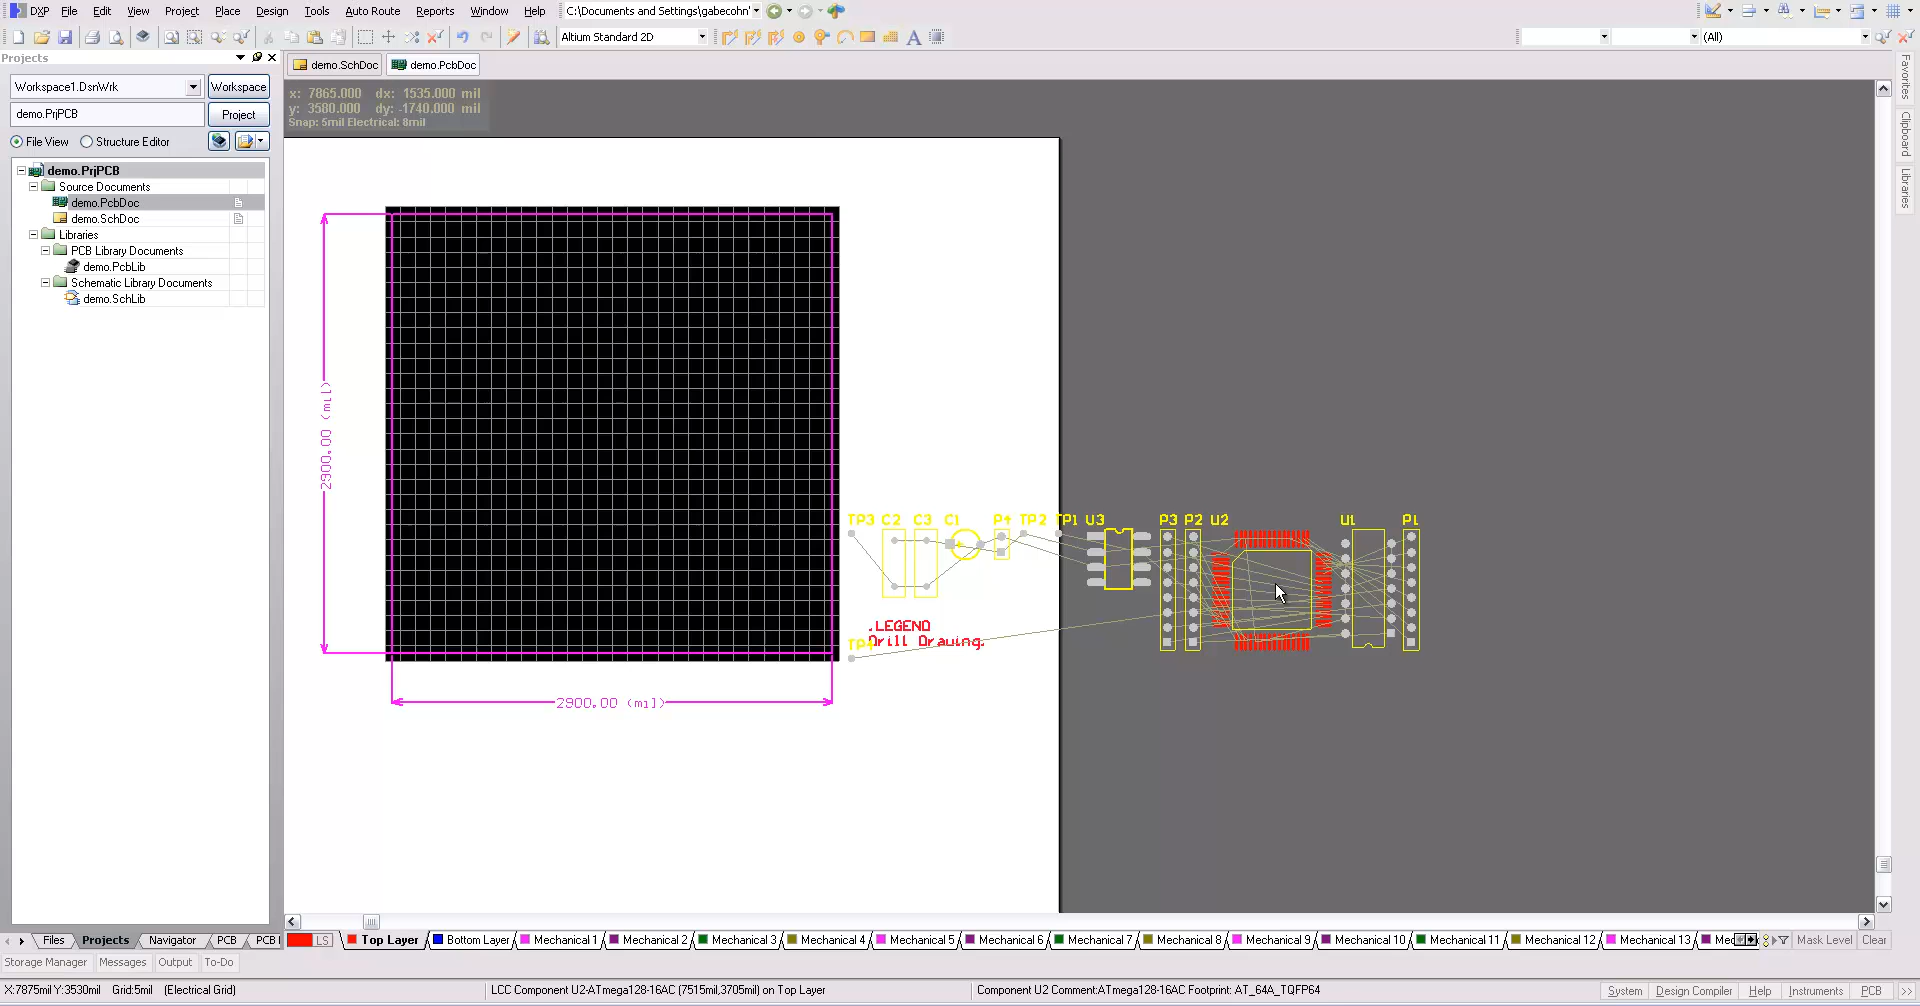 DXP File Edit View Project Place Design Tools Auto Route Reports Window Help C:\Documents and Settings\gabecohn'
Altium Standard 2D
A
(All)
Projects
demo.SchDoc demo.PcbDoc
Workspace1.DsnWrk Workspace
demo.PrjPCB Project
File View Structure Editor
demo.PrjPCB
Source Documents
demo.PcbDoc
demo.SchDoc
Libraries
PCB Library Documents
demo.PcbLib
Schematic Library Documents
demo.SchLib
x: 7865.000 dx: 1535.000 mil
y: 3580.000 dy: -1740.000 mil
Snap: 5mil Electrical: 8mil
2900.00 (mil)
2900.00 (mil)
TP3 C2 C3 C1 P4 TP2 TP1 U3 P3 P2 U2 U1 P1
.LEGEND
Drill Drawing.
TP4
Favorites
Clipboard
Libraries
Files Projects Navigator PCB PCB LS Top Layer Bottom Layer Mechanical 1 Mechanical 2 Mechanical 3 Mechanical 4 Mechanical 5 Mechanical 6 Mechanical 7 Mechanical 8 Mechanical 9 Mechanical 10 Mechanical 11 Mechanical 12 Mechanical 13 Mec Mask Level Clear
Storage Manager Messages Output To-Do
X:7875mil Y:3530mil Grid:5mil (Electrical Grid) LCC Component U2-ATmega128-16AC (7515mil,3705mil) on Top Layer Component U2 Comment:ATmega128-16AC Footprint: AT_64A_TQFP64 System Design Compiler Help Instruments PCB >>